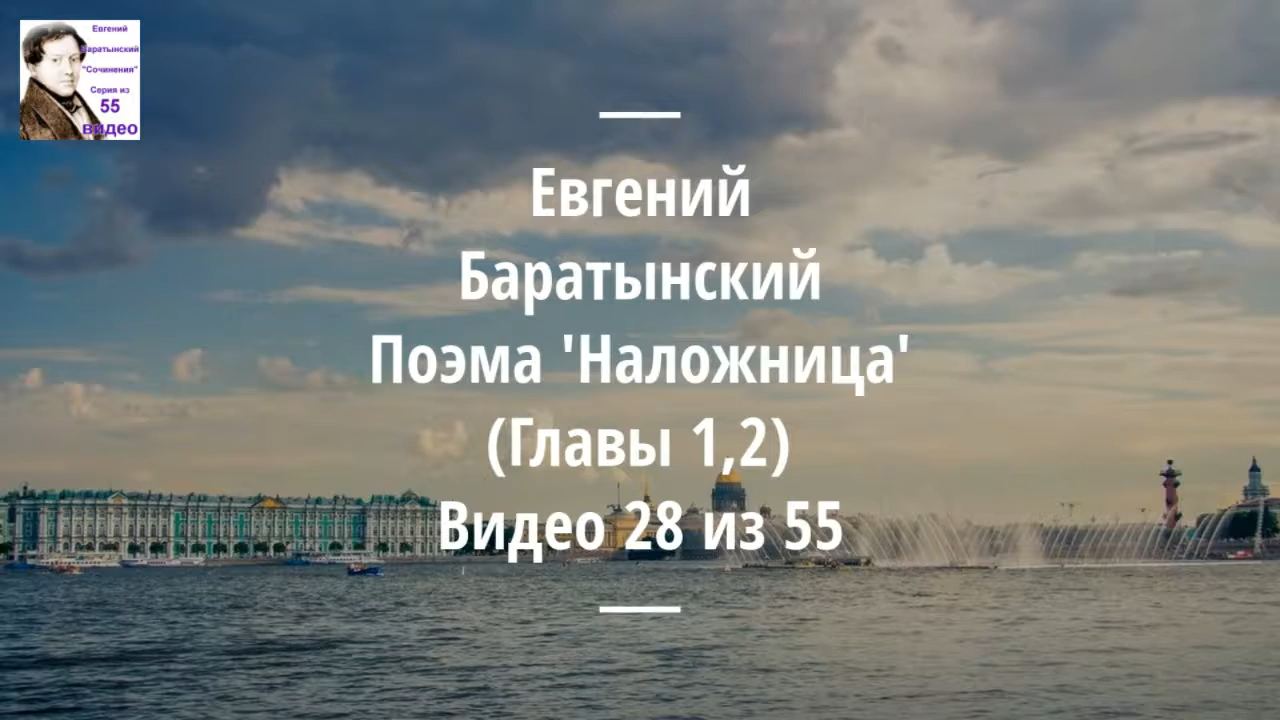 Евгений
Баратынский
"Сочинения"
Серия из
55
видео
Евгений
Баратынский
Поэма 'Наложница'
(Главы 1,2)
Видео 28 из 55